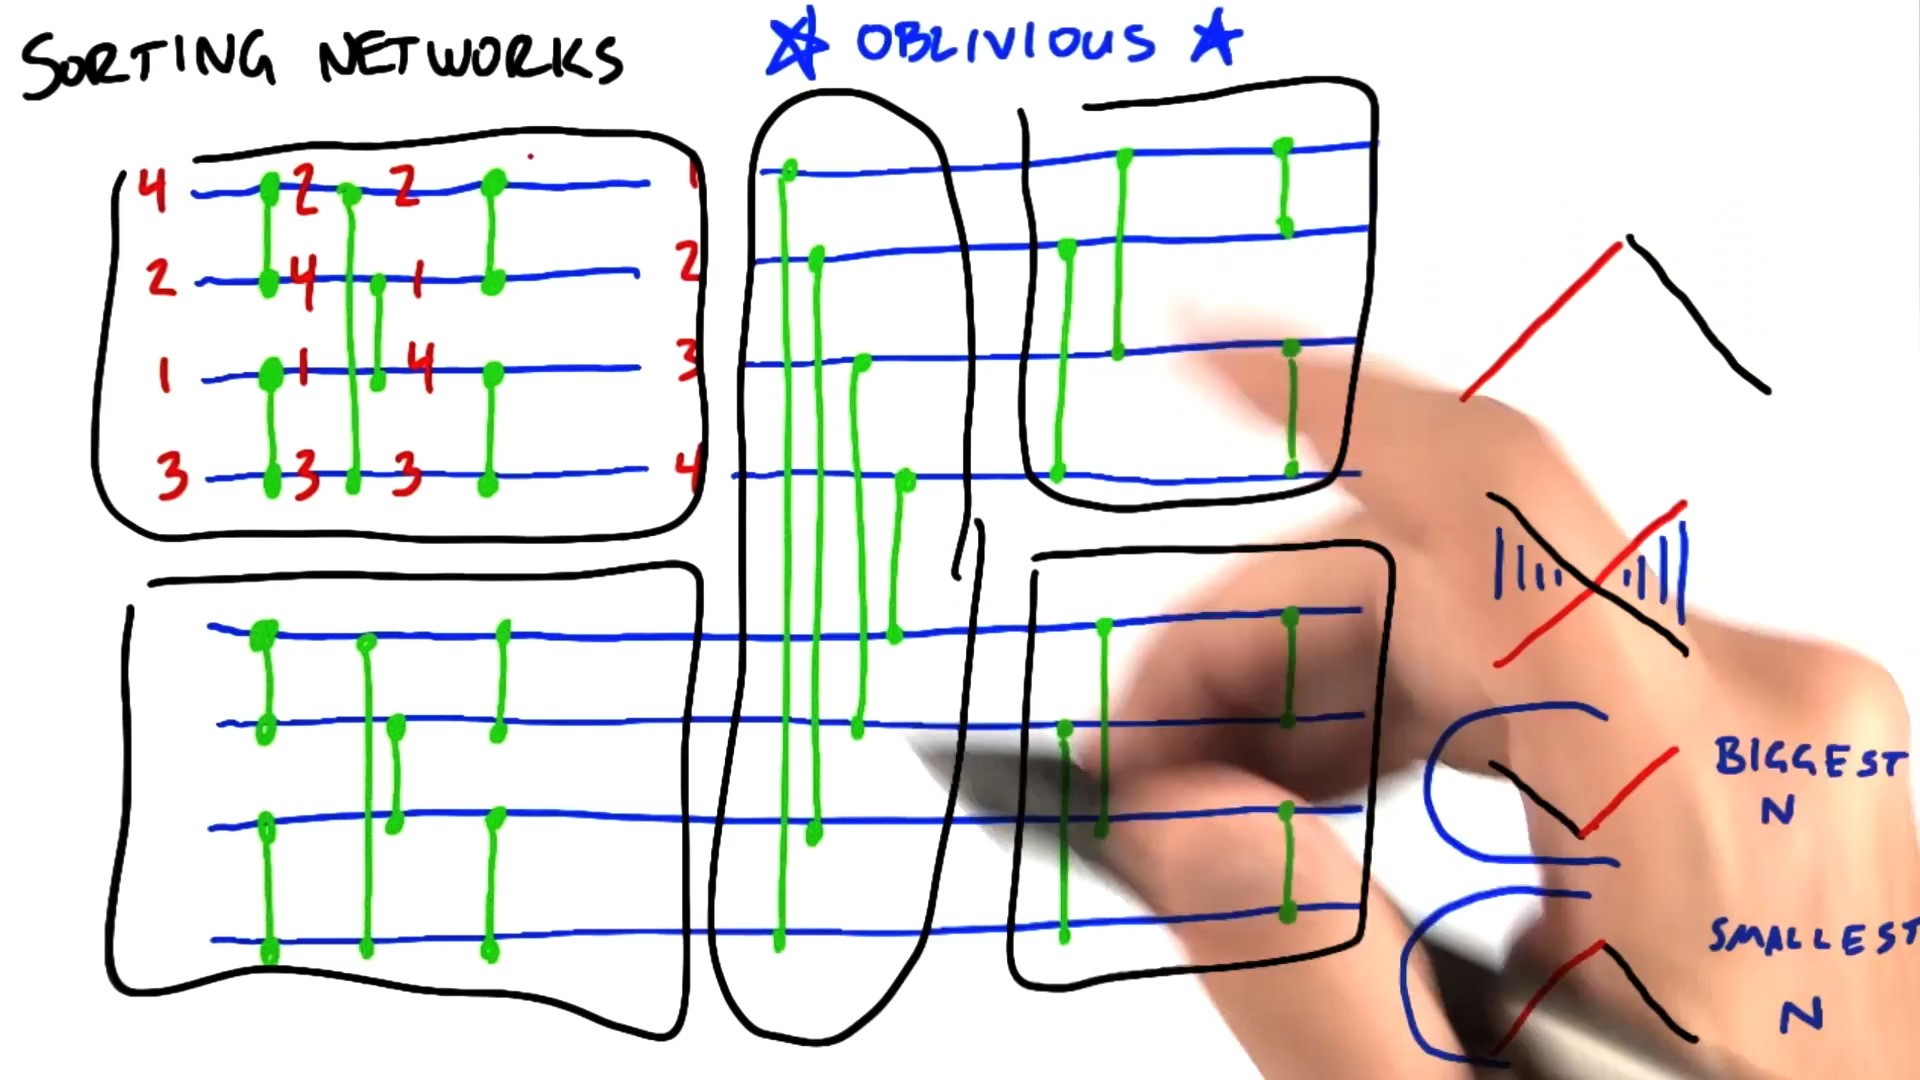 SORTING NETWORKS
OBLIVIOUS
4 2 2 1
2 4 1 2
1 1 4 3
3 3 3 4
BIGGEST
N
SMALLEST
N